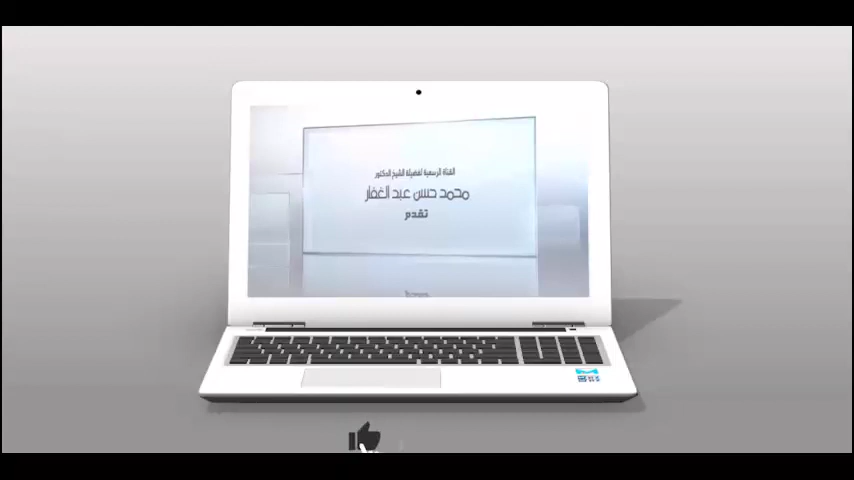 القناة الرسمية لفضيلة الشيخ الدكتور
محمد حسن عبد الغفار
تقدم